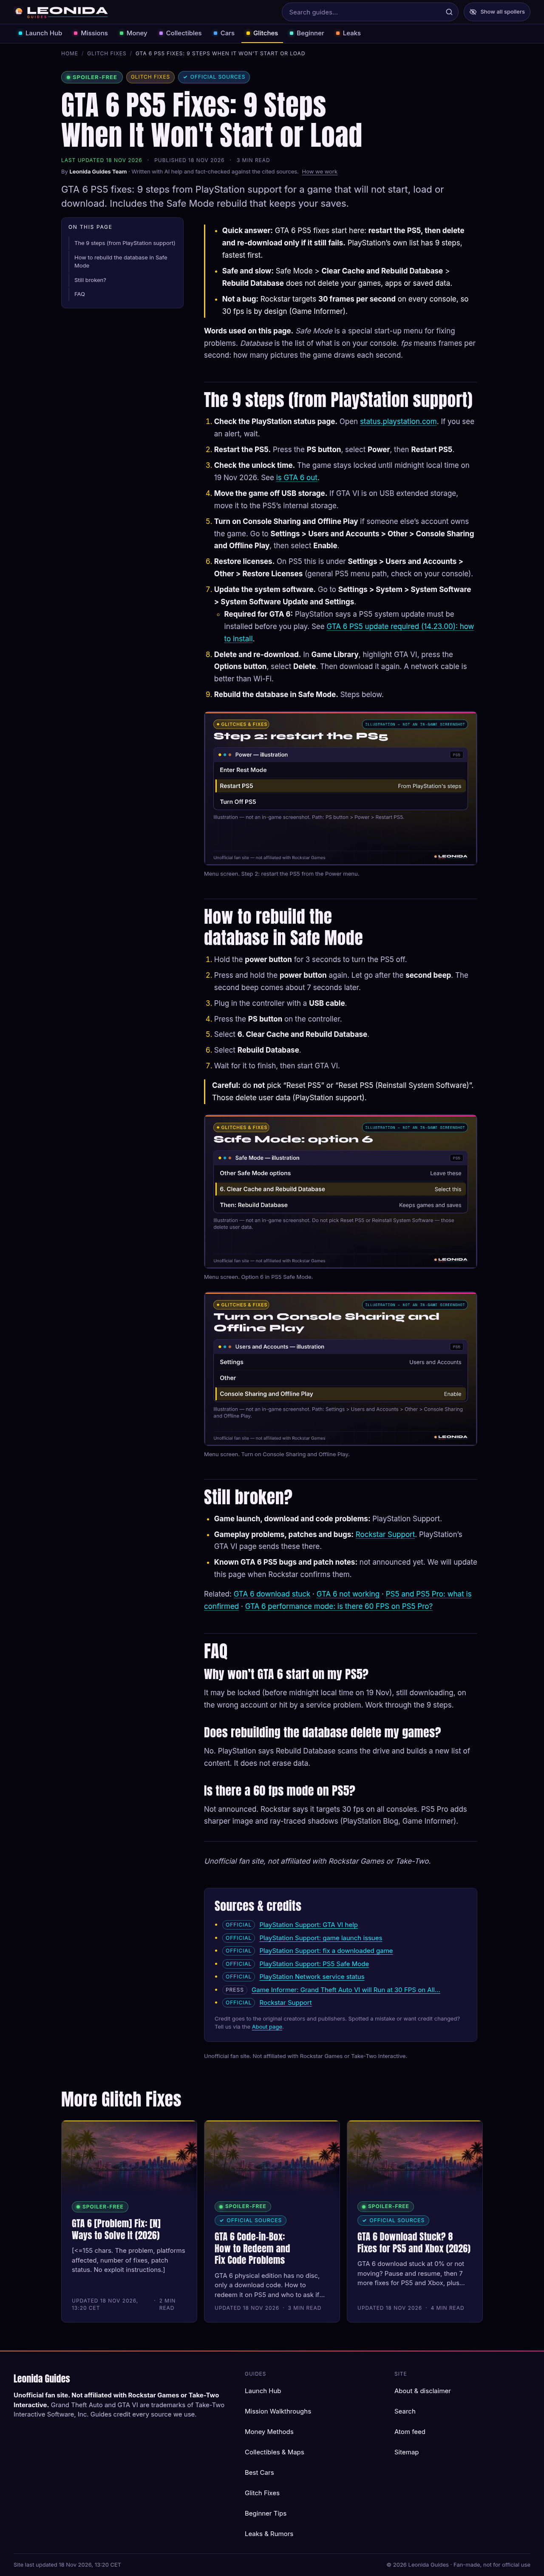 LEONIDA
GUIDES
Search guides...
Show all spoilers
Launch Hub
Missions
Money
Collectibles
Cars
Glitches
Beginner
Leaks
HOME / GLITCH FIXES / GTA 6 PS5 FIXES: 9 STEPS WHEN IT WON'T START OR LOAD
SPOILER-FREE
GLITCH FIXES
✓ OFFICIAL SOURCES
GTA 6 PS5 Fixes: 9 Steps
When It Won't Start or Load
LAST UPDATED 18 NOV 2026 · PUBLISHED 18 NOV 2026 · 3 MIN READ
By Leonida Guides Team · Written with AI help and fact-checked against the cited sources. How we work
GTA 6 PS5 fixes: 9 steps from PlayStation support for a game that will not start, load or
download. Includes the Safe Mode rebuild that keeps your saves.
ON THIS PAGE
The 9 steps (from PlayStation support)
How to rebuild the database in Safe
Mode
Still broken?
FAQ
• Quick answer: GTA 6 PS5 fixes start here: restart the PS5, then delete
and re-download only if it still fails. PlayStation's own list has 9 steps,
fastest first.
• Safe and slow: Safe Mode > Clear Cache and Rebuild Database >
Rebuild Database does not delete your games, apps or saved data.
• Not a bug: Rockstar targets 30 frames per second on every console, so
30 fps is by design (Game Informer).
Words used on this page. Safe Mode is a special start-up menu for fixing
problems. Database is the list of what is on your console. fps means frames per
second: how many pictures the game draws each second.
The 9 steps (from PlayStation support)
1. Check the PlayStation status page. Open status.playstation.com. If you see
an alert, wait.
2. Restart the PS5. Press the PS button, select Power, then Restart PS5.
3. Check the unlock time. The game stays locked until midnight local time on
19 Nov 2026. See is GTA 6 out.
4. Move the game off USB storage. If GTA VI is on USB extended storage,
move it to the PS5's internal storage.
5. Turn on Console Sharing and Offline Play if someone else's account owns
the game. Go to Settings > Users and Accounts > Other > Console Sharing
and Offline Play, then select Enable.
6. Restore licenses. On PS5 this is under Settings > Users and Accounts >
Other > Restore Licenses (general PS5 menu path, check on your console).
7. Update the system software. Go to Settings > System > System Software
> System Software Update and Settings.
Required for GTA 6: PlayStation says a PS5 system update must be
installed before you play. See GTA 6 PS5 update required (14.23.00): how
to install.
8. Delete and re-download. In Game Library, highlight GTA VI, press the
Options button, select Delete. Then download it again. A network cable is
better than Wi-Fi.
9. Rebuild the database in Safe Mode. Steps below.
GLITCHES & FIXES
ILLUSTRATION — NOT AN IN-GAME SCREENSHOT
Step 2: restart the PS5
Power — illustration
PS5
Enter Rest Mode
Restart PS5
From PlayStation's steps
Turn Off PS5
Illustration — not an in-game screenshot. Path: PS button > Power > Restart PS5.
Unofficial fan site — not affiliated with Rockstar Games
LEONIDA
Menu screen. Step 2: restart the PS5 from the Power menu.
How to rebuild the
database in Safe Mode
1. Hold the power button for 3 seconds to turn the PS5 off.
2. Press and hold the power button again. Let go after the second beep. The
second beep comes about 7 seconds later.
3. Plug in the controller with a USB cable.
4. Press the PS button on the controller.
5. Select 6. Clear Cache and Rebuild Database.
6. Select Rebuild Database.
7. Wait for it to finish, then start GTA VI.
Careful: do not pick “Reset PS5” or “Reset PS5 (Reinstall System Software)”.
Those delete user data (PlayStation support).
GLITCHES & FIXES
ILLUSTRATION — NOT AN IN-GAME SCREENSHOT
Safe Mode: option 6
Safe Mode — illustration
PS5
Other Safe Mode options
Leave these
6. Clear Cache and Rebuild Database
Select this
Then: Rebuild Database
Keeps games and saves
Illustration — not an in-game screenshot. Do not pick Reset PS5 or Reinstall System Software — those
delete user data.
Unofficial fan site — not affiliated with Rockstar Games
LEONIDA
Menu screen. Option 6 in PS5 Safe Mode.
GLITCHES & FIXES
ILLUSTRATION — NOT AN IN-GAME SCREENSHOT
Turn on Console Sharing and
Offline Play
Users and Accounts — illustration
PS5
Settings
Users and Accounts
Other
Console Sharing and Offline Play
Enable
Illustration — not an in-game screenshot. Path: Settings > Users and Accounts > Other > Console Sharing
and Offline Play.
Unofficial fan site — not affiliated with Rockstar Games
LEONIDA
Menu screen. Turn on Console Sharing and Offline Play.
Still broken?
• Game launch, download and code problems: PlayStation Support.
• Gameplay problems, patches and bugs: Rockstar Support. PlayStation's
GTA VI page sends these there.
• Known GTA 6 PS5 bugs and patch notes: not announced yet. We will update
this page when Rockstar confirms them.
Related: GTA 6 download stuck · GTA 6 not working · PS5 and PS5 Pro: what is
confirmed · GTA 6 performance mode: is there 60 FPS on PS5 Pro?
FAQ
Why won't GTA 6 start on my PS5?
It may be locked (before midnight local time on 19 Nov), still downloading, on
the wrong account or hit by a service problem. Work through the 9 steps.
Does rebuilding the database delete my games?
No. PlayStation says Rebuild Database scans the drive and builds a new list of
content. It does not erase data.
Is there a 60 fps mode on PS5?
Not announced. Rockstar says it targets 30 fps on all consoles. PS5 Pro adds
sharper image and ray-traced shadows (PlayStation Blog, Game Informer).
Unofficial fan site, not affiliated with Rockstar Games or Take-Two.
Sources & credits
• OFFICIAL PlayStation Support: GTA VI help
• OFFICIAL PlayStation Support: game launch issues
• OFFICIAL PlayStation Support: fix a downloaded game
• OFFICIAL PlayStation Support: PS5 Safe Mode
• OFFICIAL PlayStation Network service status
• PRESS Game Informer: Grand Theft Auto VI will Run at 30 FPS on All...
• OFFICIAL Rockstar Support
Credit goes to the original creators and publishers. Spotted a mistake or want credit changed?
Tell us via the About page.
Unofficial fan site. Not affiliated with Rockstar Games or Take-Two Interactive.
More Glitch Fixes
SPOILER-FREE
GTA 6 [Problem] Fix: [N]
Ways to Solve It (2026)
[<=155 chars. The problem, platforms
affected, number of fixes, patch
status. No exploit instructions.]
UPDATED 18 NOV 2026,
13:20 CET
· 2 MIN
READ
SPOILER-FREE
✓ OFFICIAL SOURCES
GTA 6 Code-in-Box:
How to Redeem and
Fix Code Problems
GTA 6 physical edition has no disc,
only a download code. How to
redeem it on PS5 and who to ask if...
UPDATED 18 NOV 2026 · 3 MIN READ
SPOILER-FREE
✓ OFFICIAL SOURCES
GTA 6 Download Stuck? 8
Fixes for PS5 and Xbox (2026)
GTA 6 download stuck at 0% or not
moving? Pause and resume, then 7
more fixes for PS5 and Xbox, plus...
UPDATED 18 NOV 2026 · 4 MIN READ
Leonida Guides
Unofficial fan site. Not affiliated with Rockstar Games or Take-Two
Interactive. Grand Theft Auto and GTA VI are trademarks of Take-Two
Interactive Software, Inc. Guides credit every source we use.
GUIDES
Launch Hub
Mission Walkthroughs
Money Methods
Collectibles & Maps
Best Cars
Glitch Fixes
Beginner Tips
Leaks & Rumors
SITE
About & disclaimer
Search
Atom feed
Sitemap
Site last updated 18 Nov 2026, 13:20 CET
© 2026 Leonida Guides · Fan-made, not for official use